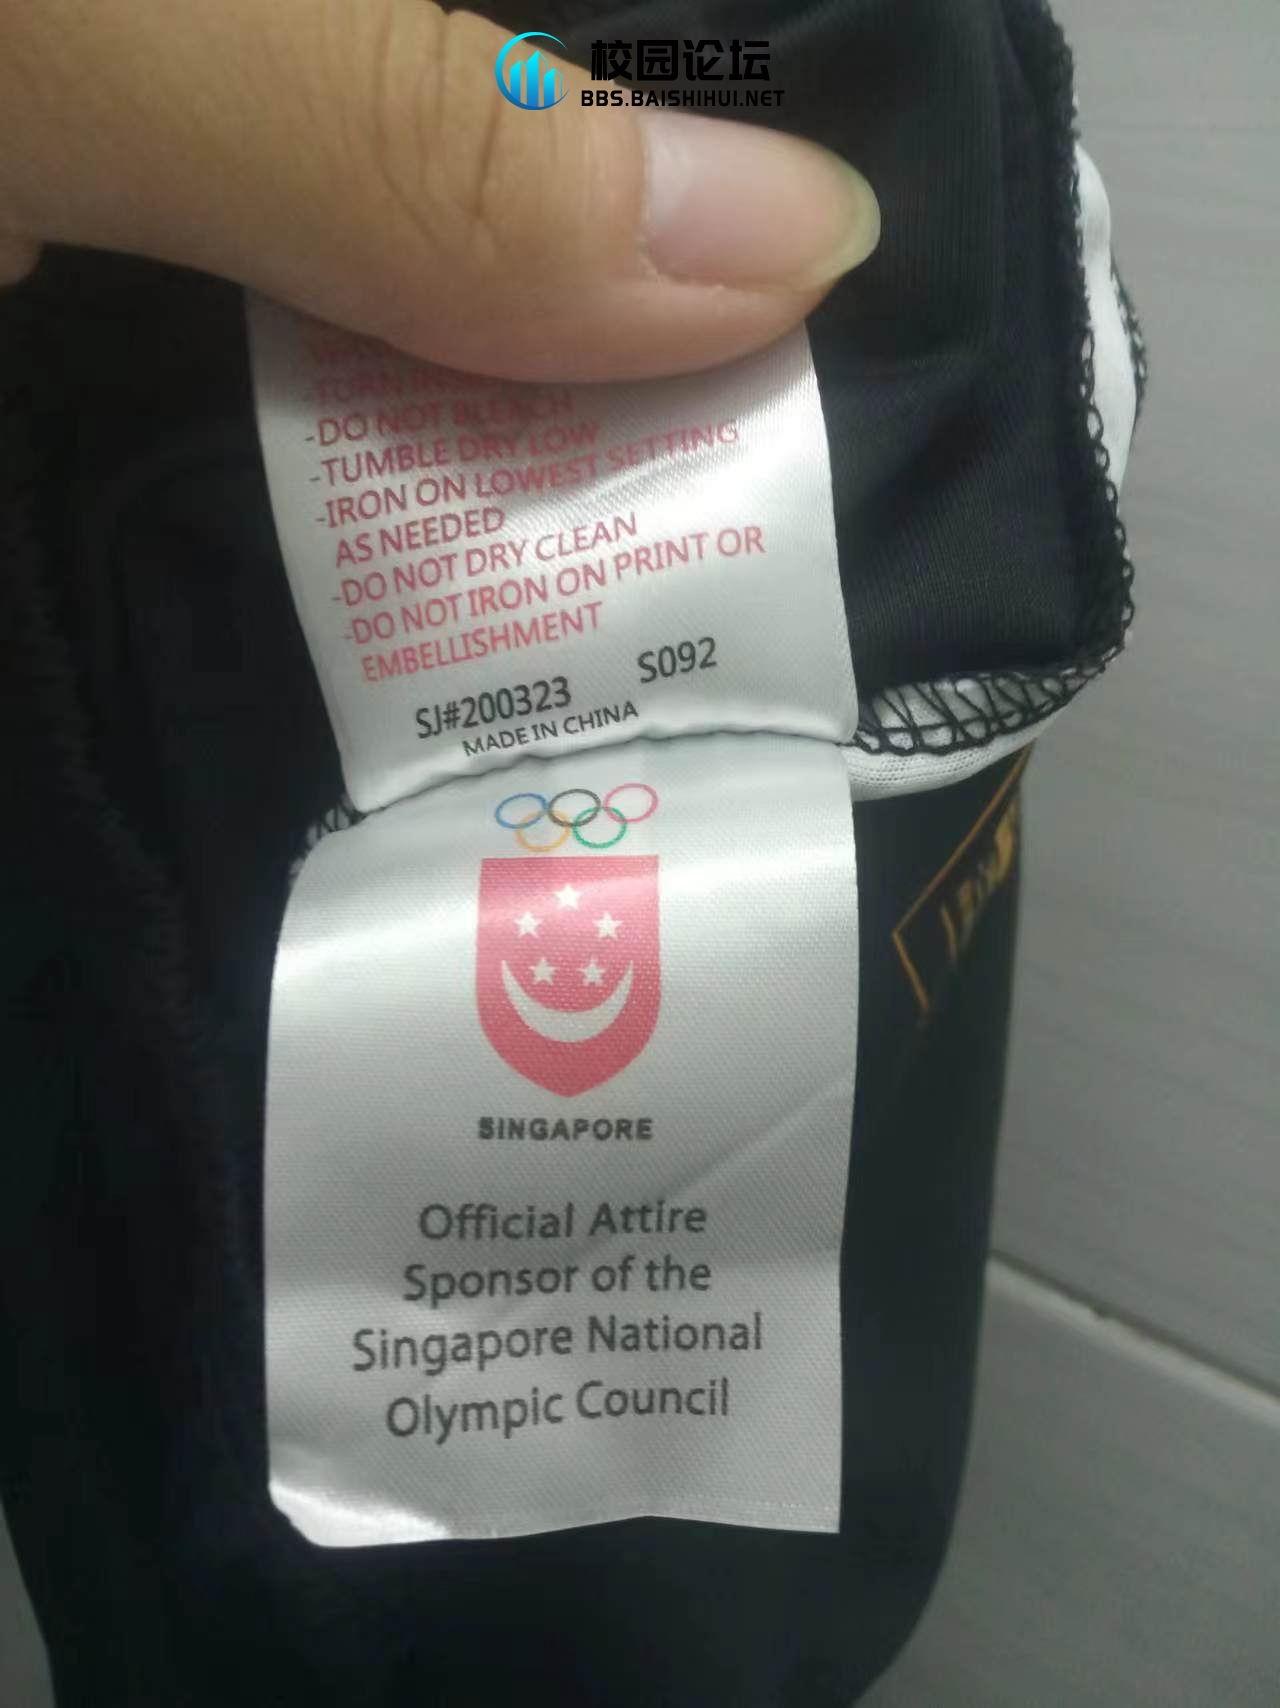 校园论坛
BBS.BAISHIHUI.NET
-DO NOT BLEACH
-TUMBLE DRY LOW
-IRON ON LOWEST SETTING
AS NEEDED
-DO NOT DRY CLEAN
-DO NOT IRON ON PRINT OR
EMBELLISHMENT
SJ#200323 S092
MADE IN CHINA
SINGAPORE
Official Attire
Sponsor of the
Singapore National
Olympic Council